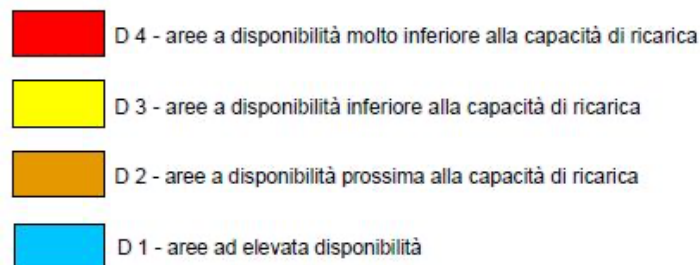 D 4 - aree a disponibilità molto inferiore alla capacità di ricarica
D 3 - aree a disponibilità inferiore alla capacità di ricarica
D 2 - aree a disponibilità prossima alla capacità di ricarica
D 1 - aree ad elevata disponibilità